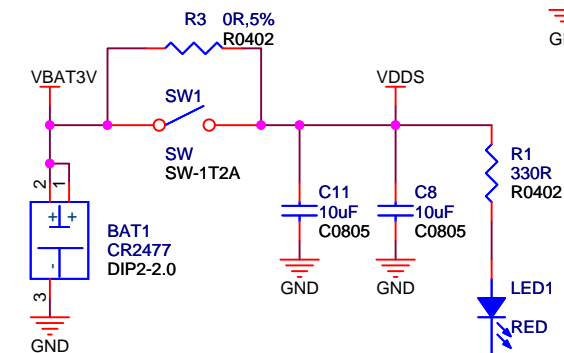 R3 0R,5%
R0402
VBAT3V
SW1
VDDS
SW
SW-1T2A
R1
330R
R0402
2
1
C11
10uF
C0805
C8
10uF
C0805
+ +
-
BAT1
CR2477
DIP2-2.0
3
GND
GND
GND
LED1
RED